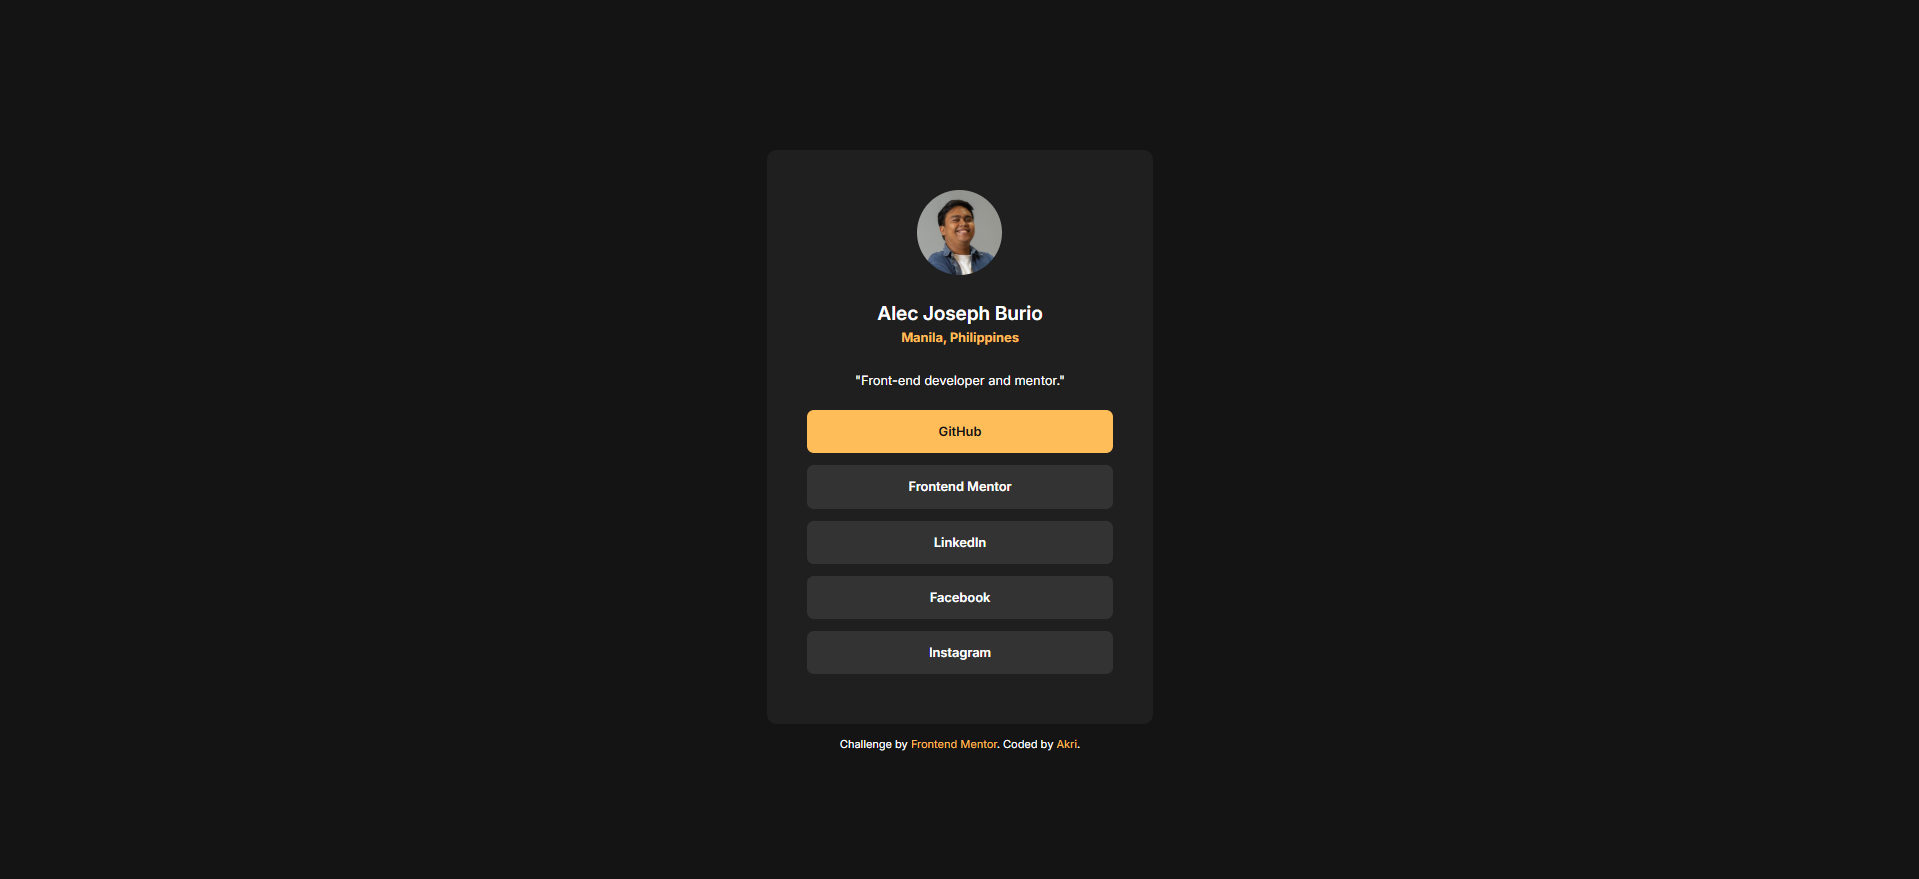 Alec Joseph Burio
Manila, Philippines
"Front-end developer and mentor."
GitHub
Frontend Mentor
LinkedIn
Facebook
Instagram
Challenge by Frontend Mentor. Coded by Akri.